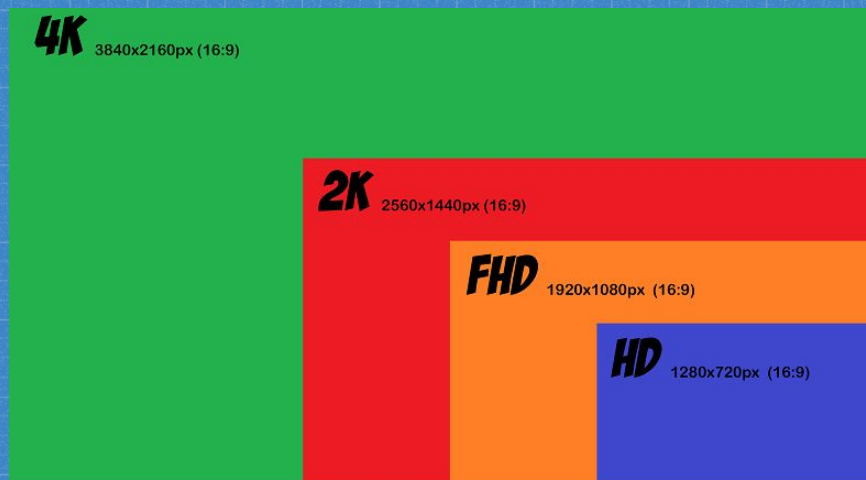 4K 3840x2160px (16:9)
2K 2560x1440px (16:9)
FHD 1920x1080px (16:9)
HD 1280x720px (16:9)